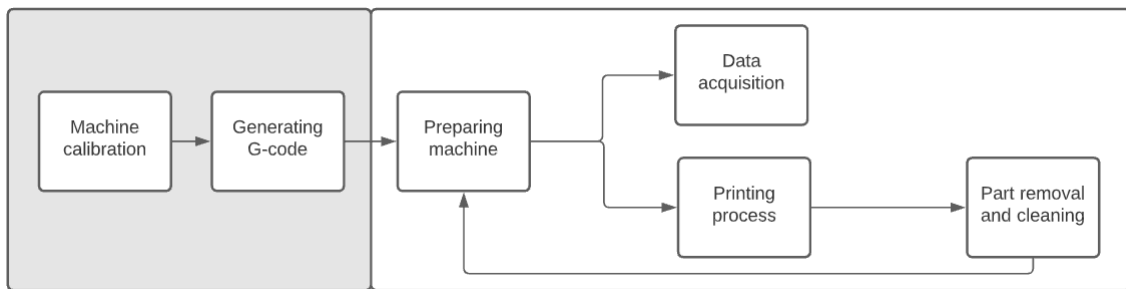 Machine
calibration
Generating
G-code
Preparing
machine
Data
acquisition
Printing
process
Part removal
and cleaning